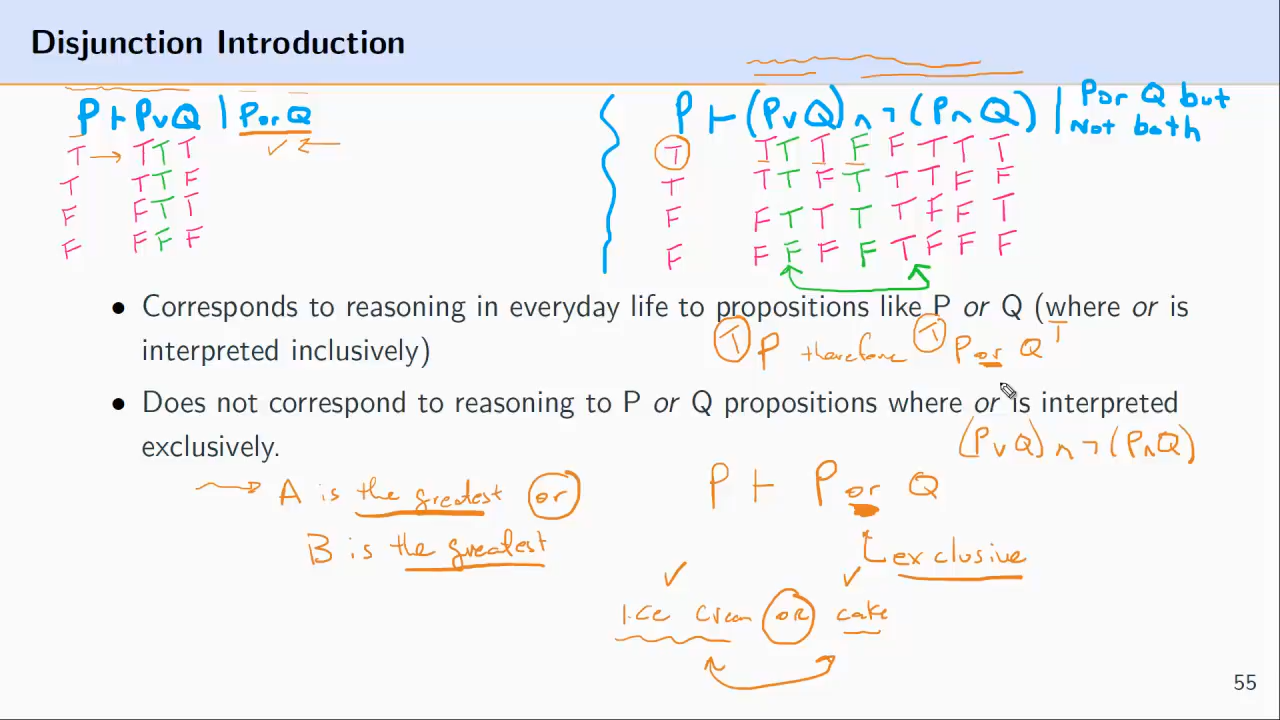 Disjunction Introduction
P ⊢ P∨Q | P or Q
T T T T
T T T F
F F T T
F F F F
P ⊢ (P∨Q) ∧ ¬ (P∧Q) | P or Q but
Not both
T T T T F F T T T
T T T F T T F F F
F F T T T T F F T
F F F F F T F F F
• Corresponds to reasoning in everyday life to propositions like P or Q (where or is
interpreted inclusively)
T P therefore T P or Q T
• Does not correspond to reasoning to P or Q propositions where or is interpreted
exclusively.
(P∨Q) ∧ ¬ (P∧Q)
A is the greatest or
B is the greatest
P ⊢ P or Q
exclusive
Ice Cream OR cake
55